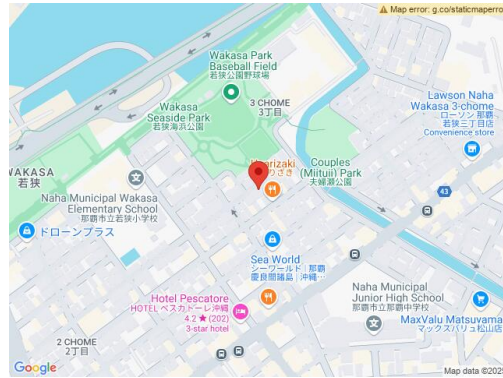 Map error: g.co/staticmaperro
Wakasa Park
Baseball Field
若狭公園野球場
3 CHOME
3丁目
Wakasa
Seaside Park
若狭海浜公園
Lawson Naha
Wakasa 3-chome
ローソン 那覇
若狭三丁目店
Convenience store
Couples
(Miituii) Park
夫婦瀬公園
WAKASA
若狭
Naha Municipal Wakasa
Elementary School
那覇市立若狭小学校
43
ドローンプラス
Sea World
シーワールド | 那覇
慶良間諸島 | 沖縄...
Hotel Pescatore
HOTEL ペスカトーレ沖縄
4.2 ★ (202)
3-star hotel
Naha Municipal
Junior High School
那覇市立那覇中学校
MaxValu Matsuyama
マックスバリュ松山店
2 CHOME
2丁目
Google
Map data ©202